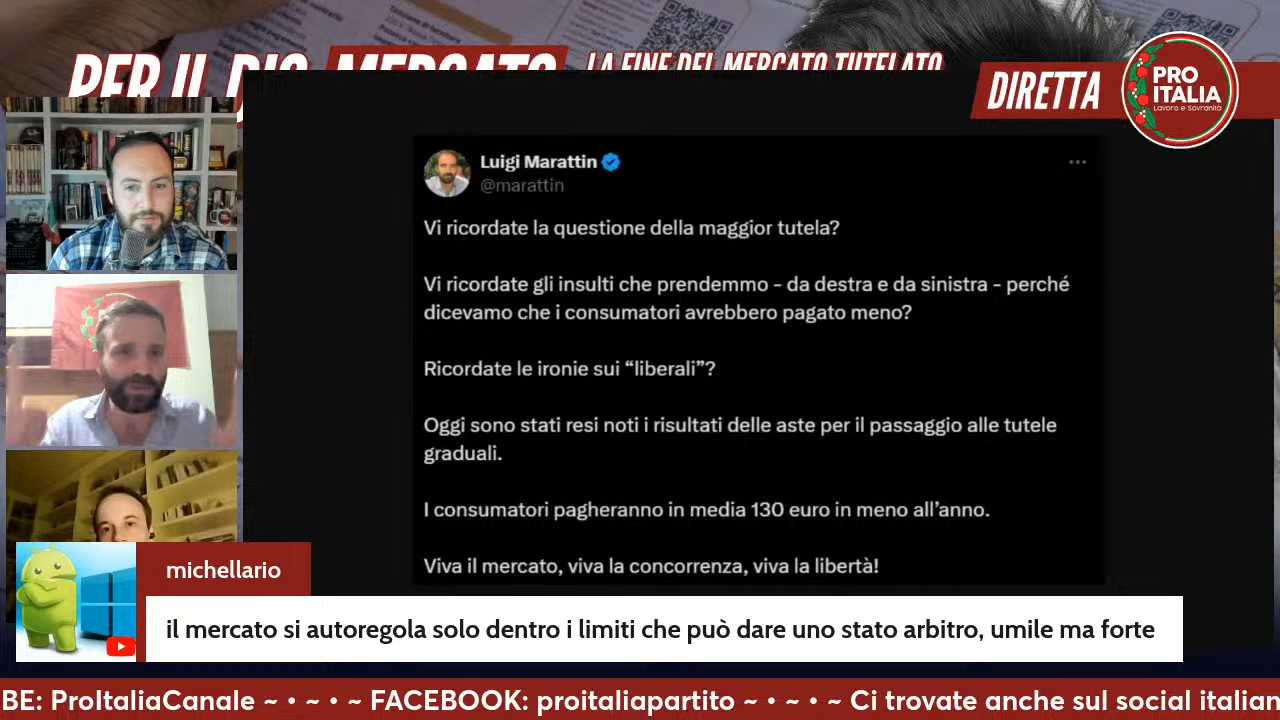 PER IL DIO MERCATO
LA FINE DEL MERCATO TUTELATO
DIRETTA
PRO
ITALIA
Lavoro e Sovranità
Luigi Marattin
@marattin
Vi ricordate la questione della maggior tutela?
Vi ricordate gli insulti che prendemmo - da destra e da sinistra - perché
dicevamo che i consumatori avrebbero pagato meno?
Ricordate le ironie sui “liberali”?
Oggi sono stati resi noti i risultati delle aste per il passaggio alle tutele
graduali.
I consumatori pagheranno in media 130 euro in meno all’anno.
Viva il mercato, viva la concorrenza, viva la libertà!
michellario
il mercato si autoregola solo dentro i limiti che può dare uno stato arbitro, umile ma forte
BE: ProItaliaCanale ~ • ~ • ~ FACEBOOK: proitaliapartito ~ • ~ • ~ Ci trovate anche sul social italian